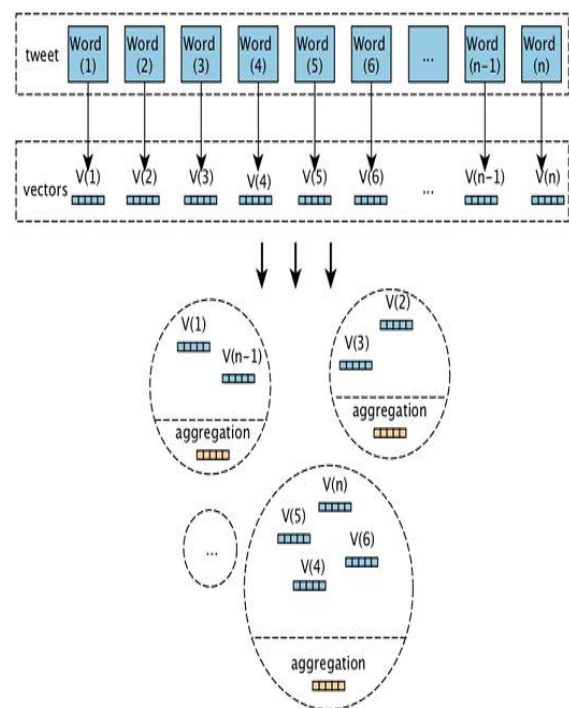 tweet
Word (1)
Word (2)
Word (3)
Word (4)
Word (5)
Word (6)
...
Word (n-1)
Word (n)
vectors
V(1)
V(2)
V(3)
V(4)
V(5)
V(6)
...
V(n-1)
V(n)
V(1)
V(n-1)
aggregation
V(2)
V(3)
aggregation
...
V(n)
V(5)
V(6)
V(4)
aggregation